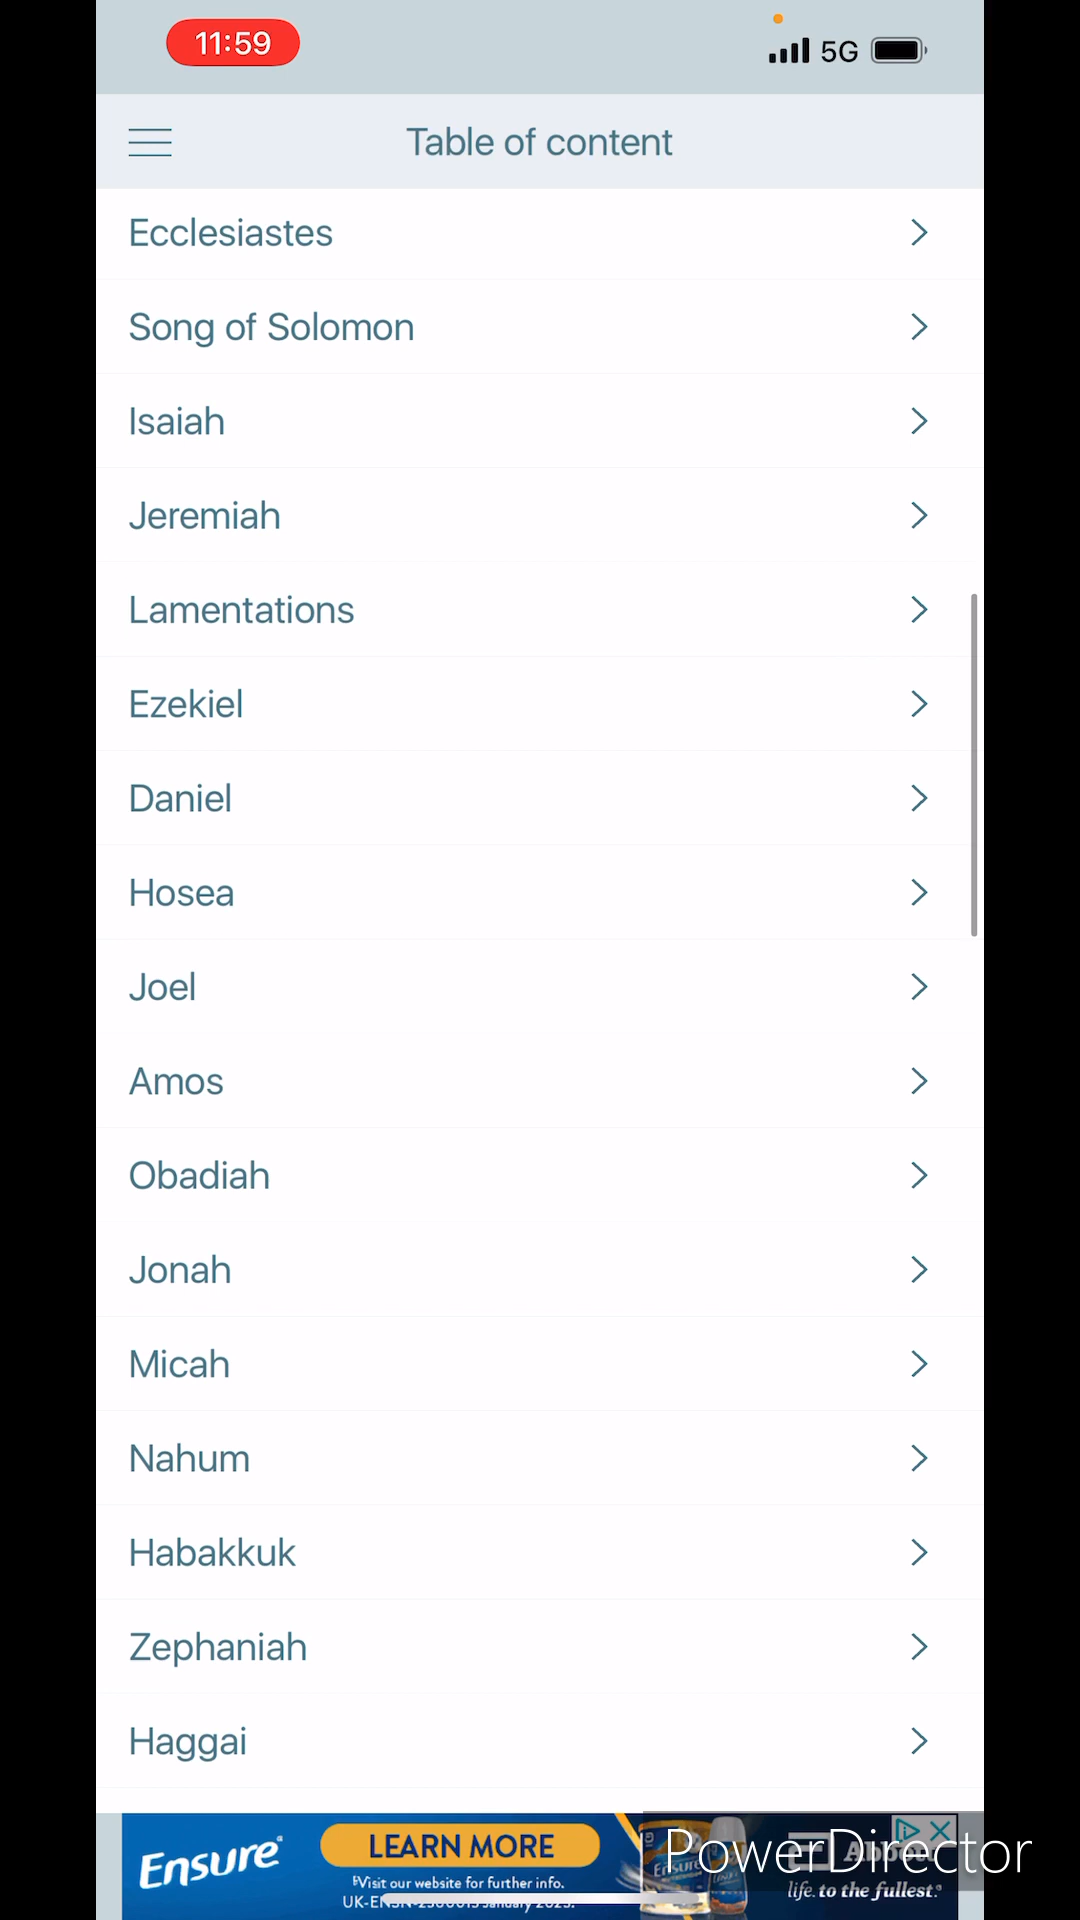 11:59
5G
Table of content
Ecclesiastes
Song of Solomon
Isaiah
Jeremiah
Lamentations
Ezekiel
Daniel
Hosea
Joel
Amos
Obadiah
Jonah
Micah
Nahum
Habakkuk
Zephaniah
Haggai
Ensure
LEARN MORE
Visit our website for further info.
Ensure
PowerDirector
life. to the fullest.